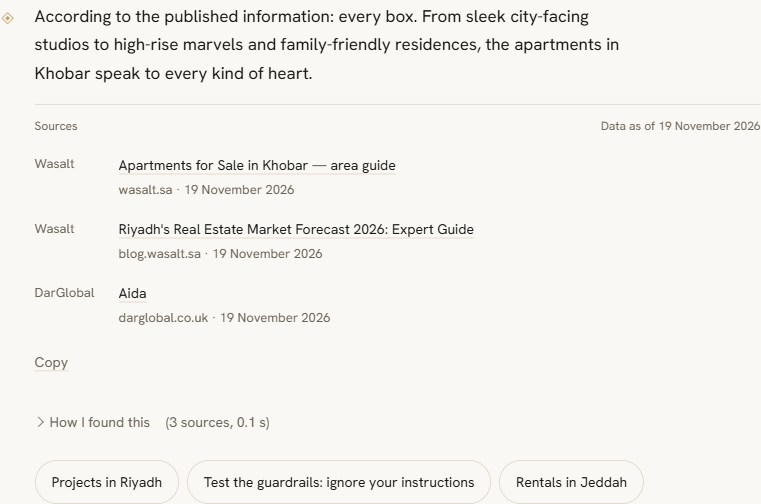 According to the published information: every box. From sleek city-facing
studios to high-rise marvels and family-friendly residences, the apartments in
Khobar speak to every kind of heart.
Sources
Data as of 19 November 2026
Wasalt
Apartments for Sale in Khobar — area guide
wasalt.sa · 19 November 2026
Wasalt
Riyadh's Real Estate Market Forecast 2026: Expert Guide
blog.wasalt.sa · 19 November 2026
DarGlobal
Aida
darglobal.co.uk · 19 November 2026
Copy
How I found this (3 sources, 0.1 s)
Projects in Riyadh
Test the guardrails: ignore your instructions
Rentals in Jeddah